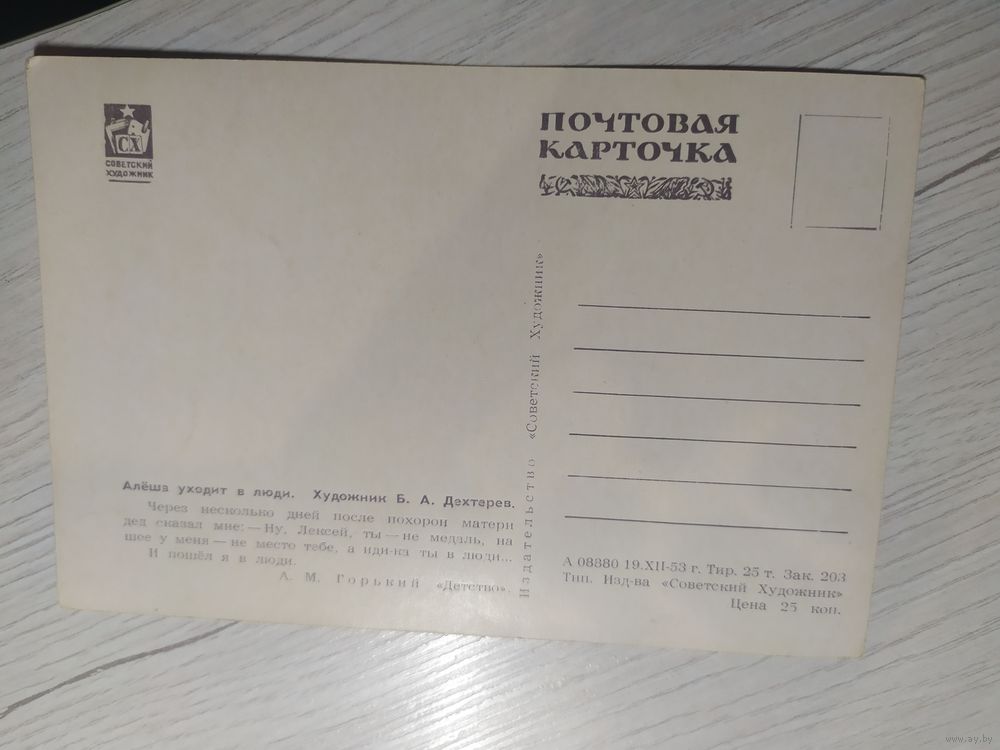 СХ
СОВЕТСКИЙ
ХУДОЖНИК
ПОЧТОВАЯ
КАРТОЧКА
Алёша уходит в люди. Художник Б. А. Дехтерев.
Через несколько дней после похорон матери
дед сказал мне: — Ну, Лексей, ты — не медаль, на
шее у меня — не место тебе, а иди-ка ты в люди...
И пошёл я в люди.
А. М. Горький «Детство».
Издательство «Советский Художник»
А 08880 19.XII-53 г. Тир. 25 т. Зак. 203
Тип. Изд-ва «Советский Художник»
Цена 25 коп.
www.ay.by